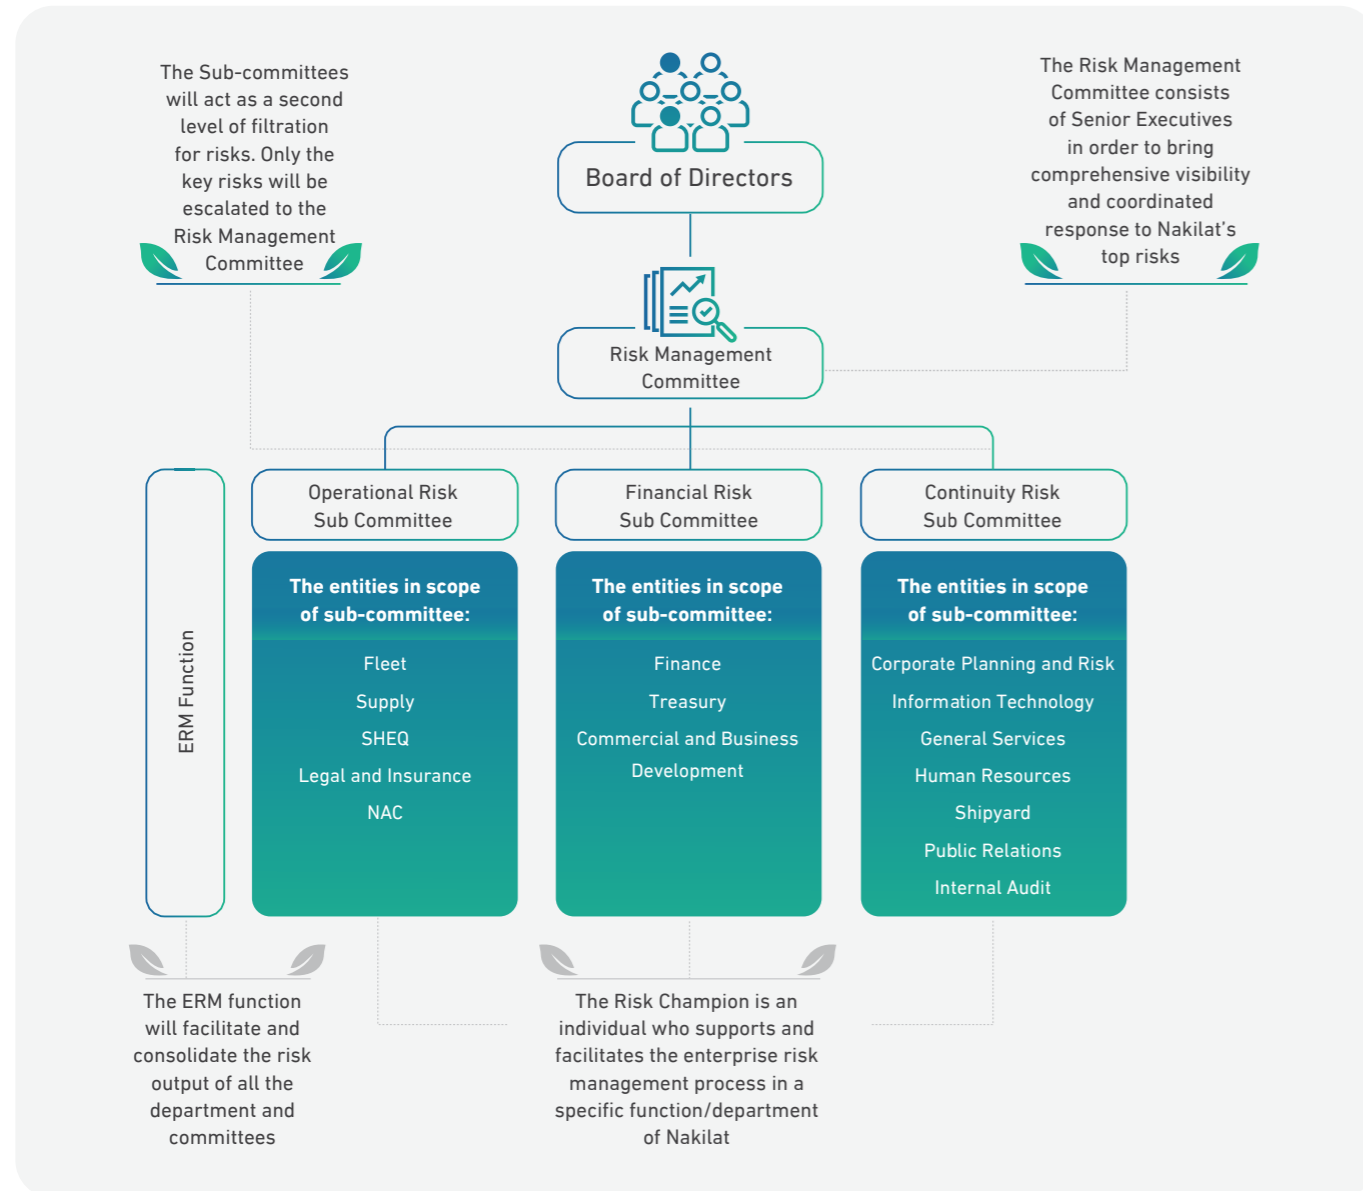 The Sub-committees
will act as a second
level of filtration
for risks. Only the
key risks will be
escalated to the
Risk Management
Committee
Board of Directors
The Risk Management
Committee consists
of Senior Executives
in order to bring
comprehensive visibility
and coordinated
response to Nakilat’s
top risks
Risk Management
Committee
ERM Function
Operational Risk
Sub Committee
The entities in scope
of sub-committee:
Fleet
Supply
SHEQ
Legal and Insurance
NAC
Financial Risk
Sub Committee
The entities in scope
of sub-committee:
Finance
Treasury
Commercial and Business
Development
Continuity Risk
Sub Committee
The entities in scope
of sub-committee:
Corporate Planning and Risk
Information Technology
General Services
Human Resources
Shipyard
Public Relations
Internal Audit
The ERM function
will facilitate and
consolidate the risk
output of all the
department and
committees
The Risk Champion is an
individual who supports and
facilitates the enterprise risk
management process in a
specific function/department
of Nakilat